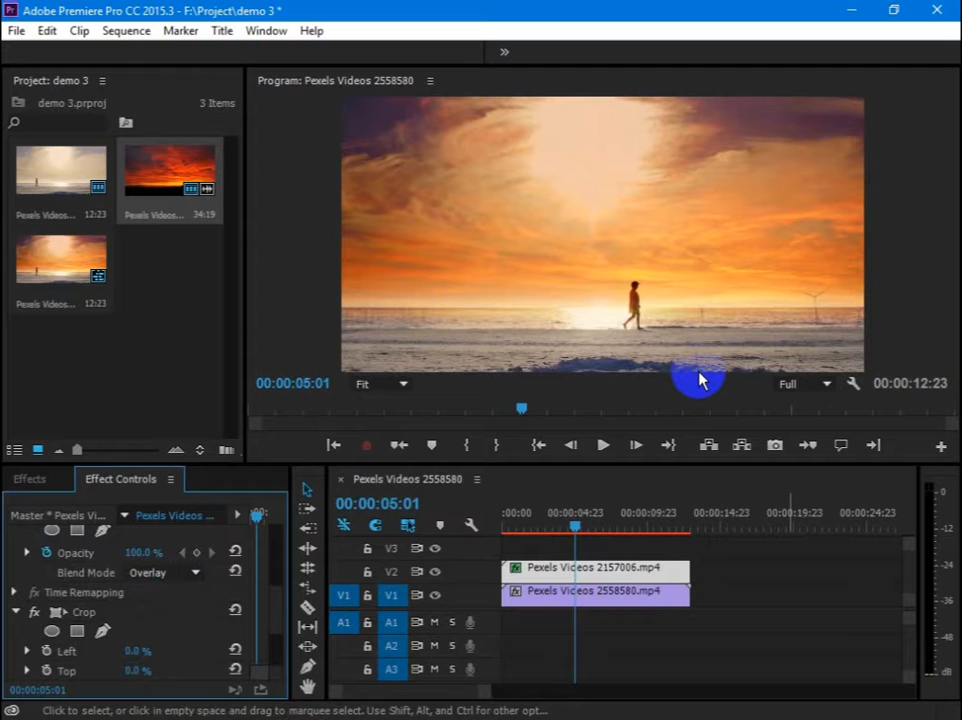 Adobe Premiere Pro CC 2015.3 - F:\Project\demo 3 *
File Edit Clip Sequence Marker Title Window Help
Project: demo 3
demo 3.prproj 3 Items
Pexels Videos... 12:23 Pexels Videos... 34:19
Pexels Videos... 12:23
Program: Pexels Videos 2558580
00:00:05:01 Fit Full 00:00:12:23
Effects Effect Controls
Master * Pexels Vi... Pexels Videos ... :00:
fx Opacity 100.0 %
Blend Mode Overlay
Time Remapping
fx Crop
Left 0.0 %
Top 0.0 %
00:00:05:01
× Pexels Videos 2558580
00:00:05:01
:00:00 00:00:04:23 00:00:09:23 00:00:14:23 00:00:19:23 00:00:24:23
V3
V2 fx Pexels Videos 2157006.mp4
V1 V1 fx Pexels Videos 2558580.mp4
A1 A1 M S
A2 M S
A3 M S
0
-12
-24
-36
-48
dB
Click to select, or click in empty space and drag to marquee select. Use Shift, Alt, and Ctrl for other opt...